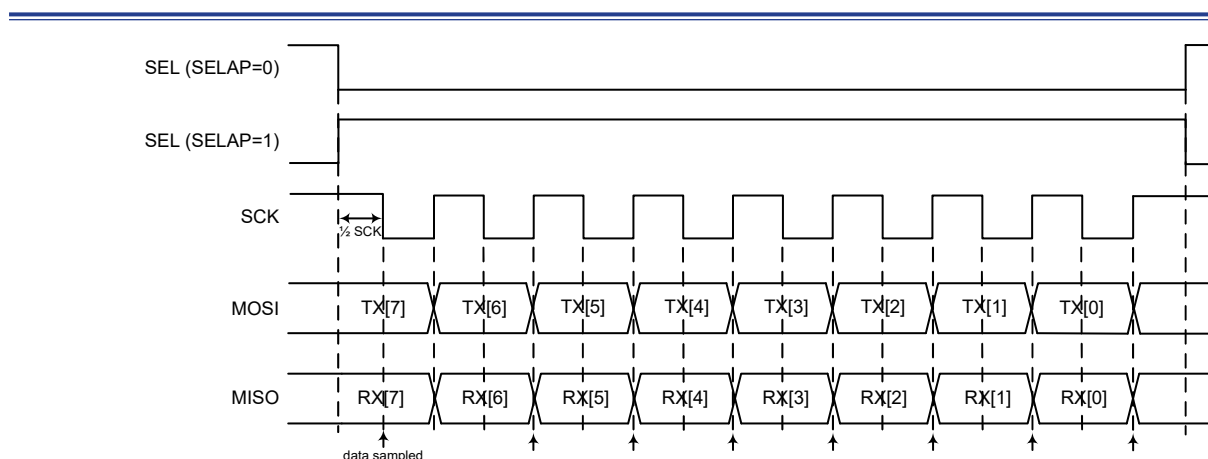 SEL (SELAP=0)
SEL (SELAP=1)
SCK
½ SCK
MOSI
TX[7] TX[6] TX[5] TX[4] TX[3] TX[2] TX[1] TX[0]
MISO
RX[7] RX[6] RX[5] RX[4] RX[3] RX[2] RX[1] RX[0]
data sampled